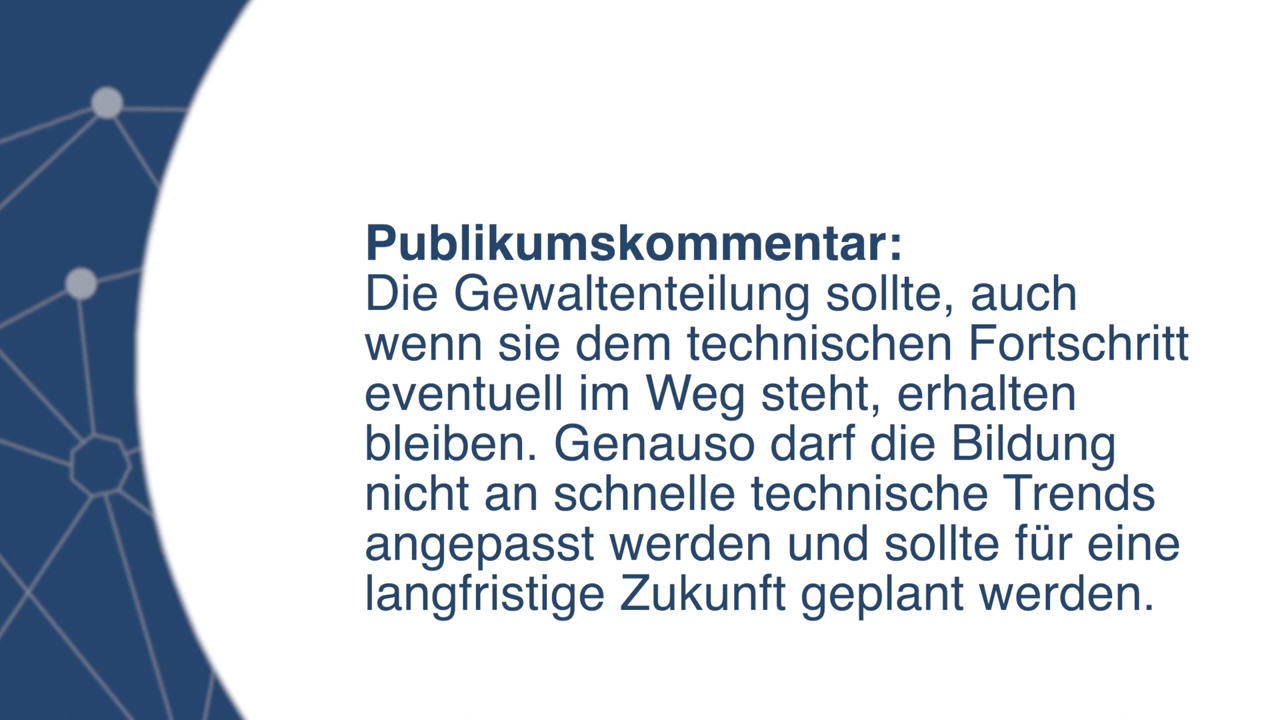 Publikumskommentar:
Die Gewaltenteilung sollte, auch
wenn sie dem technischen Fortschritt
eventuell im Weg steht, erhalten
bleiben. Genauso darf die Bildung
nicht an schnelle technische Trends
angepasst werden und sollte für eine
langfristige Zukunft geplant werden.